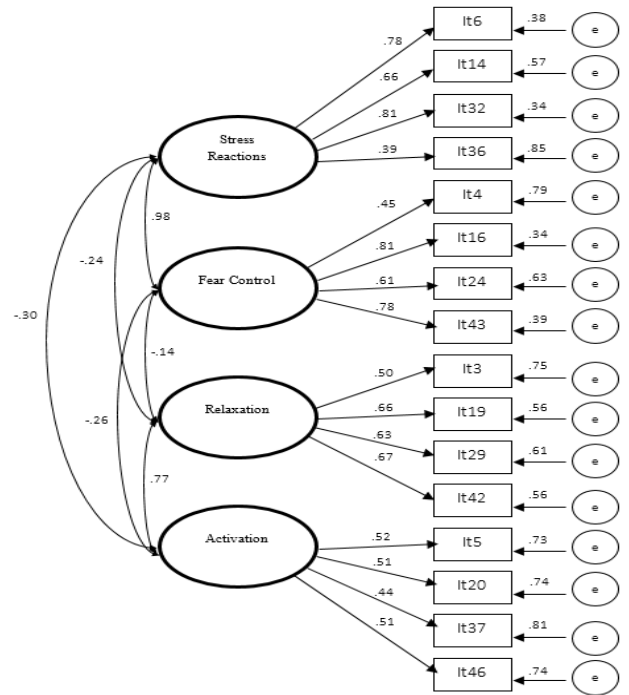 It6
.38
e
.78
It14
.57
e
.66
It32
.34
e
.81
It36
.85
e
.39
Stress
Reactions
It4
.79
e
.45
It16
.34
e
.81
It24
.63
e
.61
It43
.39
e
.78
Fear Control
.98
-.24
-.30
-.14
-.26
.77
It3
.75
e
.50
It19
.56
e
.66
It29
.61
e
.63
It42
.56
e
.67
Relaxation
It5
.73
e
.52
It20
.74
e
.51
It37
.81
e
.44
It46
.74
e
.51
Activation